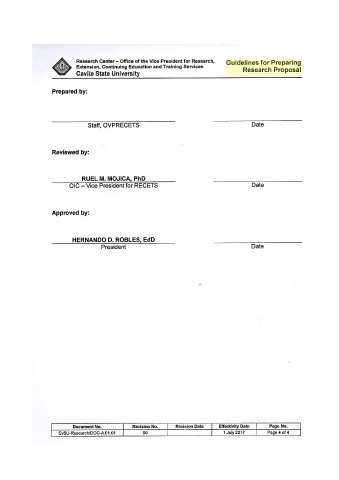 Research Center – Office of the Vice President for Research,
Extension, Continuing Education and Training Services
Cavite State University
Guidelines for Preparing
Research Proposal
Prepared by:
Staff, OVPRECETS
Date
Reviewed by:
RUEL M. MOJICA, PhD
OIC – Vice President for RECETS
Date
Approved by:
HERNANDO D. ROBLES, EdD
President
Date
Document No. Revision No. Revision Date Effectivity Date Page No.
CvSU-Research/DOC-A.01.01 00 1 July 2017 Page 4 of 4